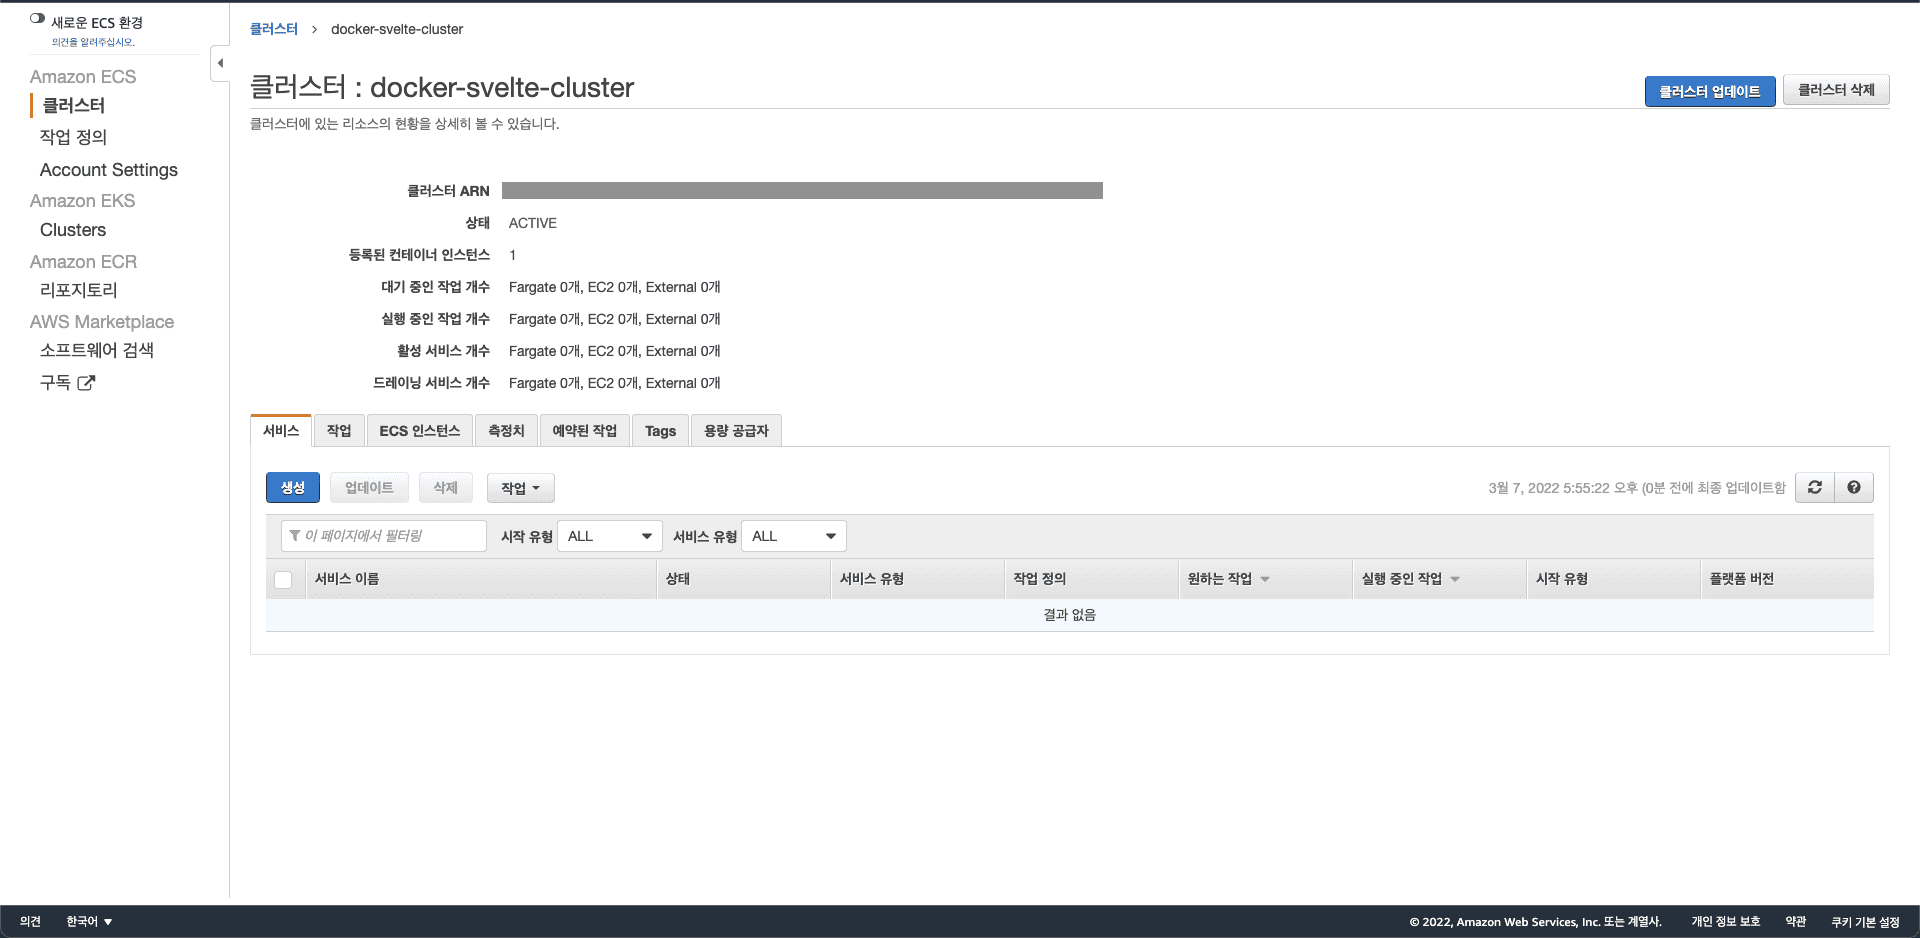 새로운 ECS 환경
의견을 알려주십시오.
Amazon ECS
클러스터
작업 정의
Account Settings
Amazon EKS
Clusters
Amazon ECR
리포지토리
AWS Marketplace
소프트웨어 검색
구독
클러스터 > docker-svelte-cluster
클러스터 : docker-svelte-cluster
클러스터 업데이트 클러스터 삭제
클러스터에 있는 리소스의 현황을 상세히 볼 수 있습니다.
클러스터 ARN
상태 ACTIVE
등록된 컨테이너 인스턴스 1
대기 중인 작업 개수 Fargate 0개, EC2 0개, External 0개
실행 중인 작업 개수 Fargate 0개, EC2 0개, External 0개
활성 서비스 개수 Fargate 0개, EC2 0개, External 0개
드레이닝 서비스 개수 Fargate 0개, EC2 0개, External 0개
서비스 작업 ECS 인스턴스 측정치 예약된 작업 Tags 용량 공급자
생성 업데이트 삭제 작업 3월 7, 2022 5:55:22 오후 (0분 전에 최종 업데이트함
이 페이지에서 필터링 시작 유형 ALL 서비스 유형 ALL
서비스 이름 상태 서비스 유형 작업 정의 원하는 작업 실행 중인 작업 시작 유형 플랫폼 버전
결과 없음
의견 한국어 © 2022, Amazon Web Services, Inc. 또는 계열사. 개인 정보 보호 약관 쿠키 기본 설정